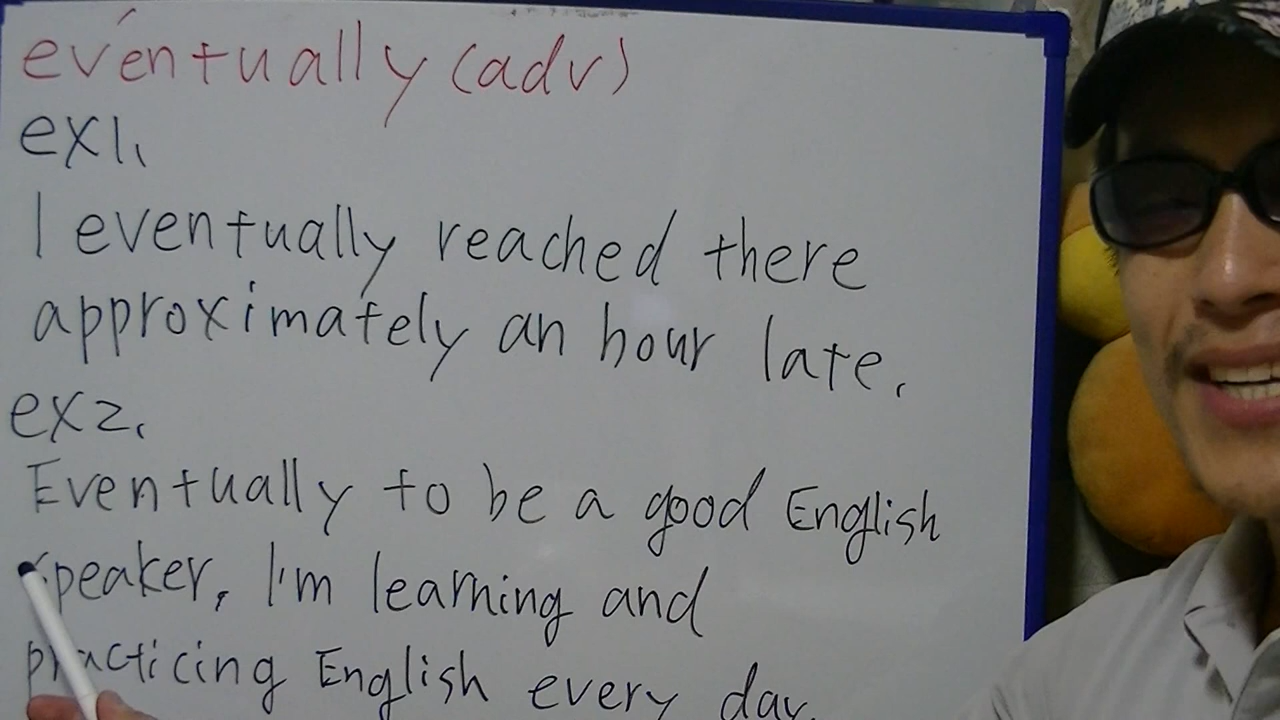 eventually (adv)
ex1.
I eventually reached there
approximately an hour late.
ex2.
Eventually to be a good English
speaker, I'm learning and
practicing English every day.